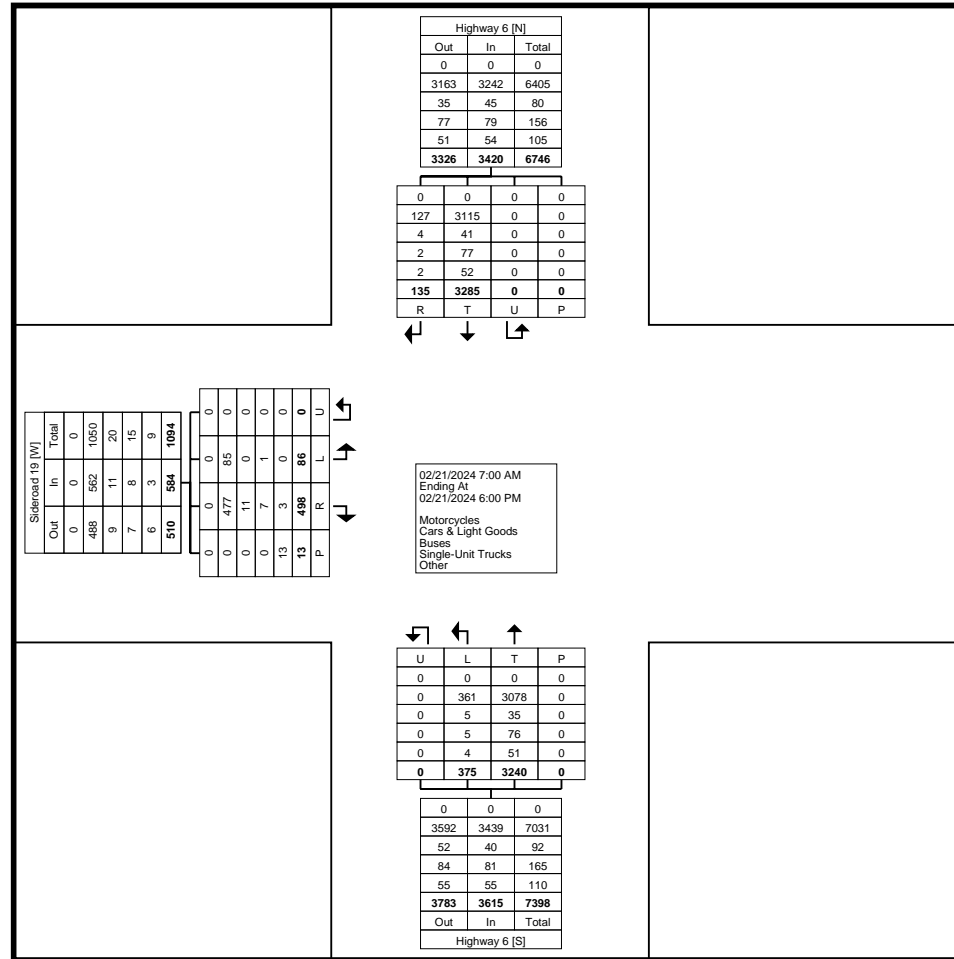 Highway 6 [N]
Out In Total
0 0 0
3163 3242 6405
35 45 80
77 79 156
51 54 105
3326 3420 6746
0 0 0 0
127 3115 0 0
4 41 0 0
2 77 0 0
2 52 0 0
135 3285 0 0
R T U P
Sideroad 19 [W]
Out In Total
0 0 0
488 562 1050
9 11 20
7 8 15
6 3 9
510 584 1094
0 0 0 0
0 477 85 0
0 11 0 0
0 7 1 0
13 3 0 0
13 498 86 0
P R L U
02/21/2024 7:00 AM
Ending At
02/21/2024 6:00 PM
Motorcycles
Cars & Light Goods
Buses
Single-Unit Trucks
Other
U L T P
0 0 0 0
0 361 3078 0
0 5 35 0
0 5 76 0
0 4 51 0
0 375 3240 0
0 0 0
3592 3439 7031
52 40 92
84 81 165
55 55 110
3783 3615 7398
Out In Total
Highway 6 [S]